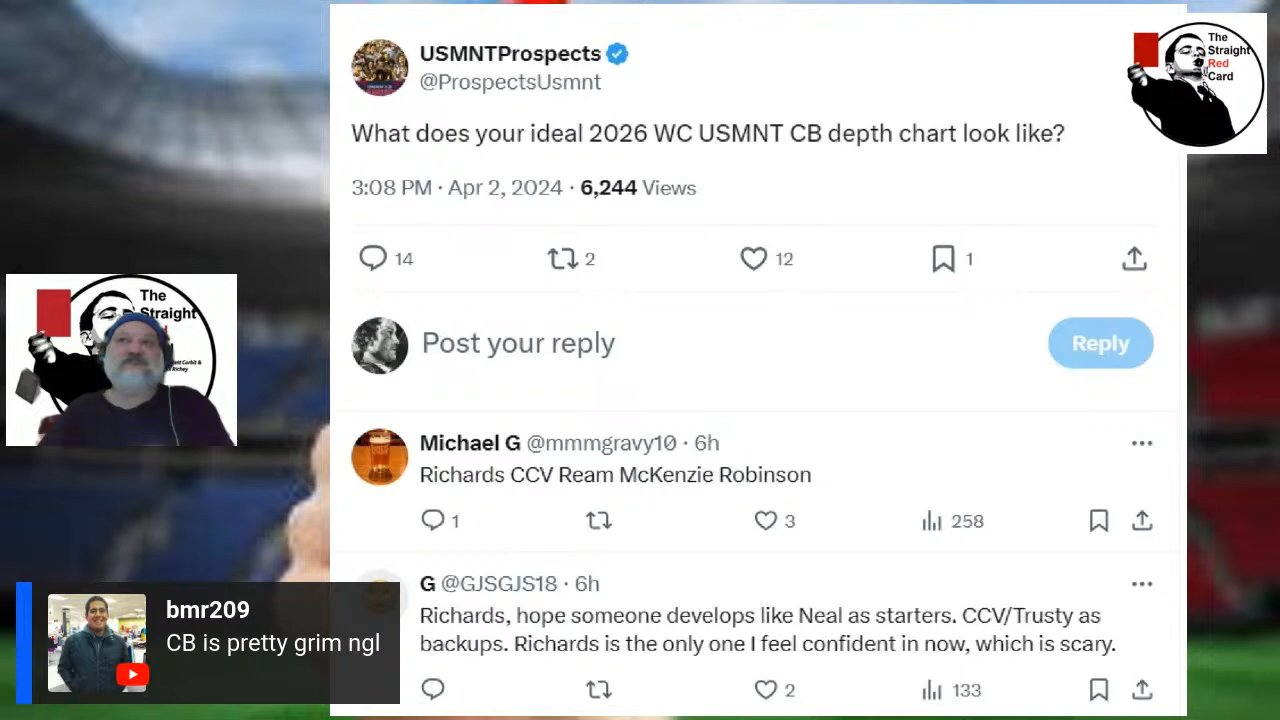 USMNTProspects
@ProspectsUsmnt
What does your ideal 2026 WC USMNT CB depth chart look like?
3:08 PM · Apr 2, 2024 · 6,244 Views
14
2
12
1
Post your reply
Reply
Michael G @mmmgravy10 · 6h
Richards CCV Ream McKenzie Robinson
1
3
258
G @GJSGJS18 · 6h
Richards, hope someone develops like Neal as starters. CCV/Trusty as
backups. Richards is the only one I feel confident in now, which is scary.
2
133
The
Straight
Red
Card
The
Straight
Richey
bmr209
CB is pretty grim ngl